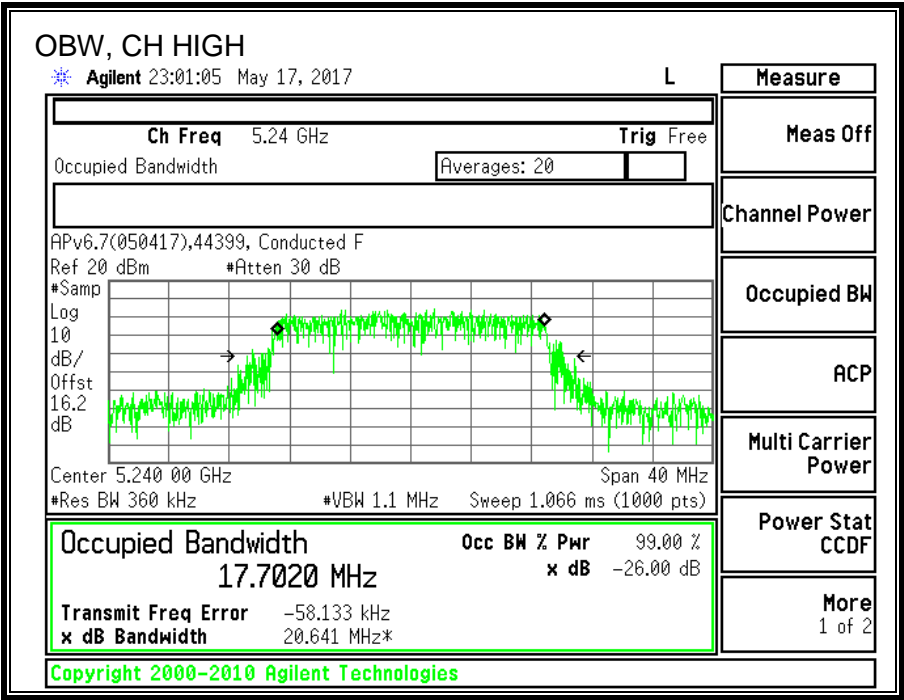 OBW, CH HIGH
Agilent 23:01:05 May 17, 2017 L
Measure
Ch Freq 5.24 GHz Trig Free
Occupied Bandwidth Averages: 20
APv6.7(050417),44399, Conducted F
Ref 20 dBm #Atten 30 dB
#Samp
Log
10
dB/
Offst
16.2
dB
Center 5.240 00 GHz Span 40 MHz
#Res BW 360 kHz #VBW 1.1 MHz Sweep 1.066 ms (1000 pts)
Occupied Bandwidth Occ BW % Pwr 99.00 %
17.7020 MHz x dB -26.00 dB
Transmit Freq Error -58.133 kHz
x dB Bandwidth 20.641 MHz*
Copyright 2000-2010 Agilent Technologies
Meas Off
Channel Power
Occupied BW
ACP
Multi Carrier
Power
Power Stat
CCDF
More
1 of 2